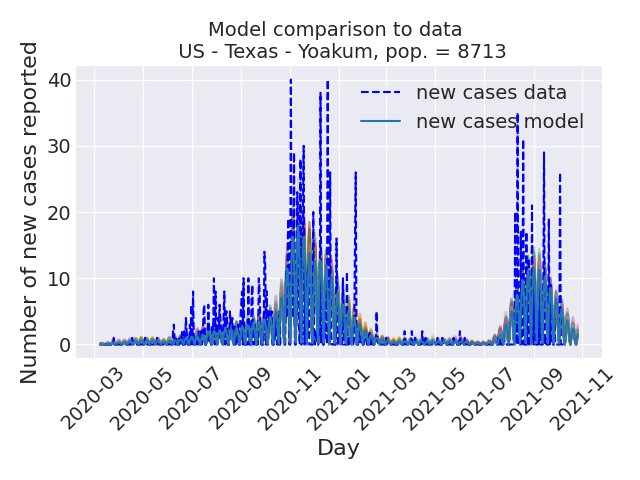 Model comparison to data
US - Texas - Yoakum, pop. = 8713
Number of new cases reported
40
30
20
10
0
new cases data
new cases model
2020-03
2020-05
2020-07
2020-09
2020-11
2021-01
2021-03
2021-05
2021-07
2021-09
2021-11
Day